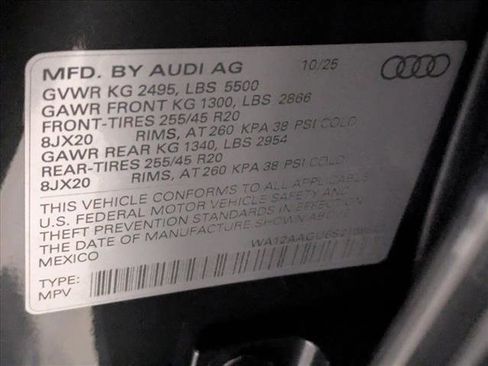 MFD. BY AUDI AG 10/25
GVWR KG 2495, LBS 5500
GAWR FRONT KG 1300, LBS 2866
FRONT-TIRES 255/45 R20
8JX20 RIMS, AT 260 KPA 38 PSI COLD
GAWR REAR KG 1340, LBS 2954
REAR-TIRES 255/45 R20
8JX20 RIMS, AT 260 KPA 38 PSI COLD
THIS VEHICLE CONFORMS TO ALL APPLICABLE
U.S. FEDERAL MOTOR VEHICLE SAFETY AND
THEFT PREVENTION STANDARDS IN EFFECT ON
THE DATE OF MANUFACTURE SHOWN ABOVE
MEXICO
TYPE:
MPV